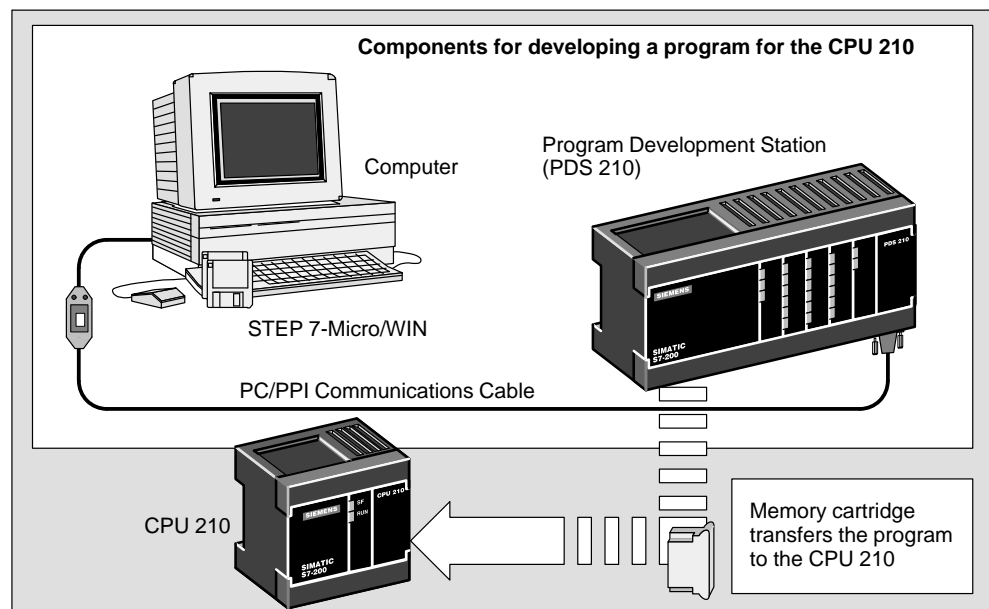 Components for developing a program for the CPU 210
Computer
Program Development Station
(PDS 210)
PDS 210
SIEMENS
SIMATIC
S7-200
STEP 7-Micro/WIN
PC/PPI Communications Cable
CPU 210
SIEMENS
SF
RUN
CPU 210
SIMATIC
S7-200
Memory cartridge
transfers the program
to the CPU 210